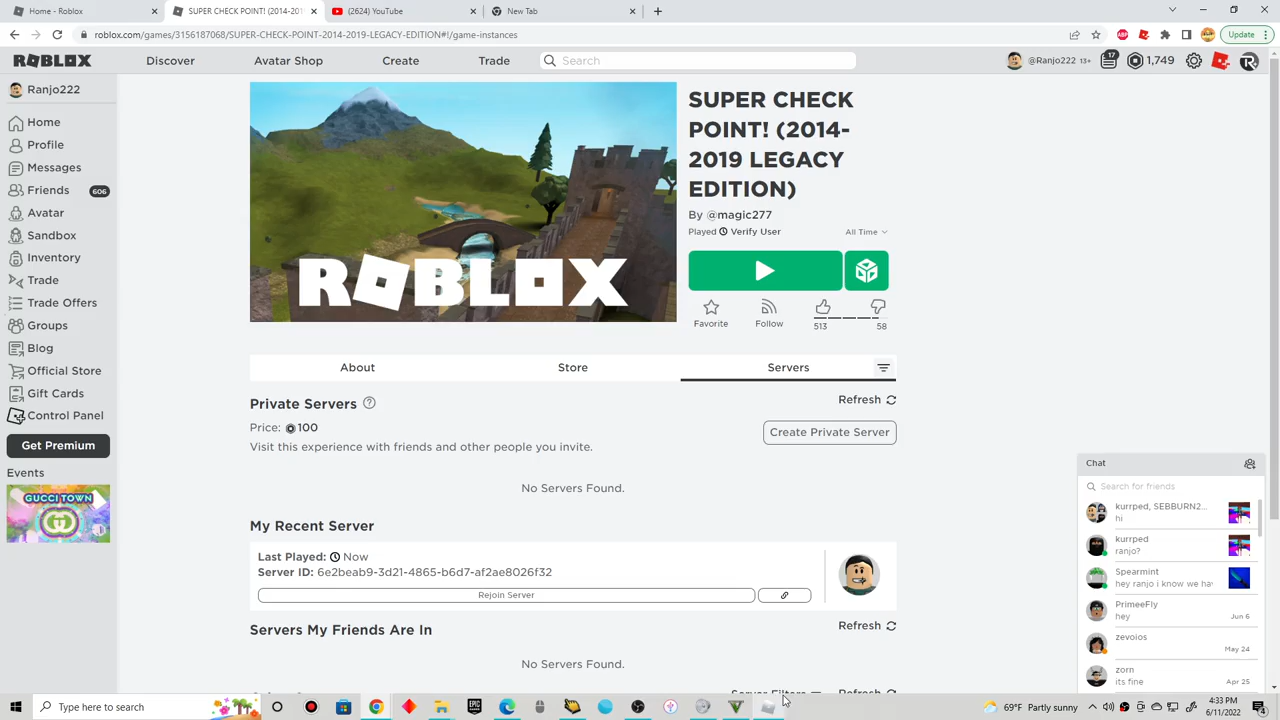 Home - Roblox
SUPER CHECK POINT! (2014-201
(2624) YouTube
New Tab
roblox.com/games/3156187068/SUPER-CHECK-POINT-2014-2019-LEGACY-EDITION#!/game-instances
ABP
Update
ROBLOX
Discover
Avatar Shop
Create
Trade
Search
@Ranjo222 13+
17
1,749
Ranjo222
Home
Profile
Messages
Friends
606
Avatar
Sandbox
Inventory
Trade
Trade Offers
Groups
Blog
Official Store
Gift Cards
Control Panel
Get Premium
Events
GUCCI TOWN
ROBLOX
SUPER CHECK
POINT! (2014-
2019 LEGACY
EDITION)
By @magic277
Played Verify User
All Time
Favorite
Follow
513
58
About
Store
Servers
Private Servers
Refresh
Price: 100
Create Private Server
Visit this experience with friends and other people you invite.
No Servers Found.
My Recent Server
Last Played: Now
Server ID: 6e2beab9-3d21-4865-b6d7-af2ae8026f32
Rejoin Server
Servers My Friends Are In
Refresh
No Servers Found.
Server Filters
Refresh
Chat
Search for friends
kurrped, SEBBURN2...
hi
kurrped
ranjo?
Spearmint
hey ranjo i know we hav
PrimeeFly
hey
Jun 6
zevoios
May 24
zorn
its fine
Apr 25
Type here to search
EPIC
69°F Partly sunny
4:33 PM
6/11/2022
4